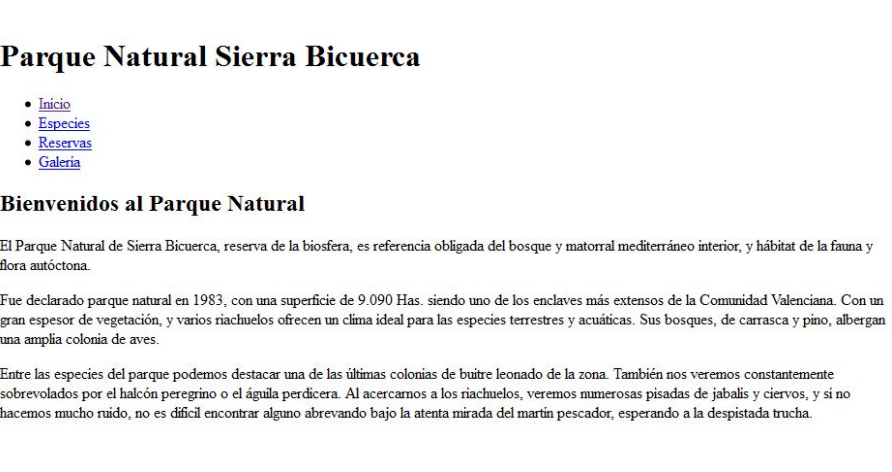 Parque Natural Sierra Bicuerca
Inicio
Especies
Reservas
Galería
Bienvenidos al Parque Natural
El Parque Natural de Sierra Bicuerca, reserva de la biosfera, es referencia obligada del bosque y matorral mediterráneo interior, y hábitat de la fauna y
flora autóctona.
Fue declarado parque natural en 1983, con una superficie de 9.090 Has. siendo uno de los enclaves más extensos de la Comunidad Valenciana. Con un
gran espesor de vegetación, y varios riachuelos ofrecen un clima ideal para las especies terrestres y acuáticas. Sus bosques, de carrasca y pino, albergan
una amplia colonia de aves.
Entre las especies del parque podemos destacar una de las últimas colonias de buitre leonado de la zona. También nos veremos constantemente
sobrevolados por el halcón peregrino o el águila perdicera. Al acercarnos a los riachuelos, veremos numerosas pisadas de jabalís y ciervos, y si no
hacemos mucho ruido, no es difícil encontrar alguno abrevando bajo la atenta mirada del martín pescador, esperando a la despistada trucha.